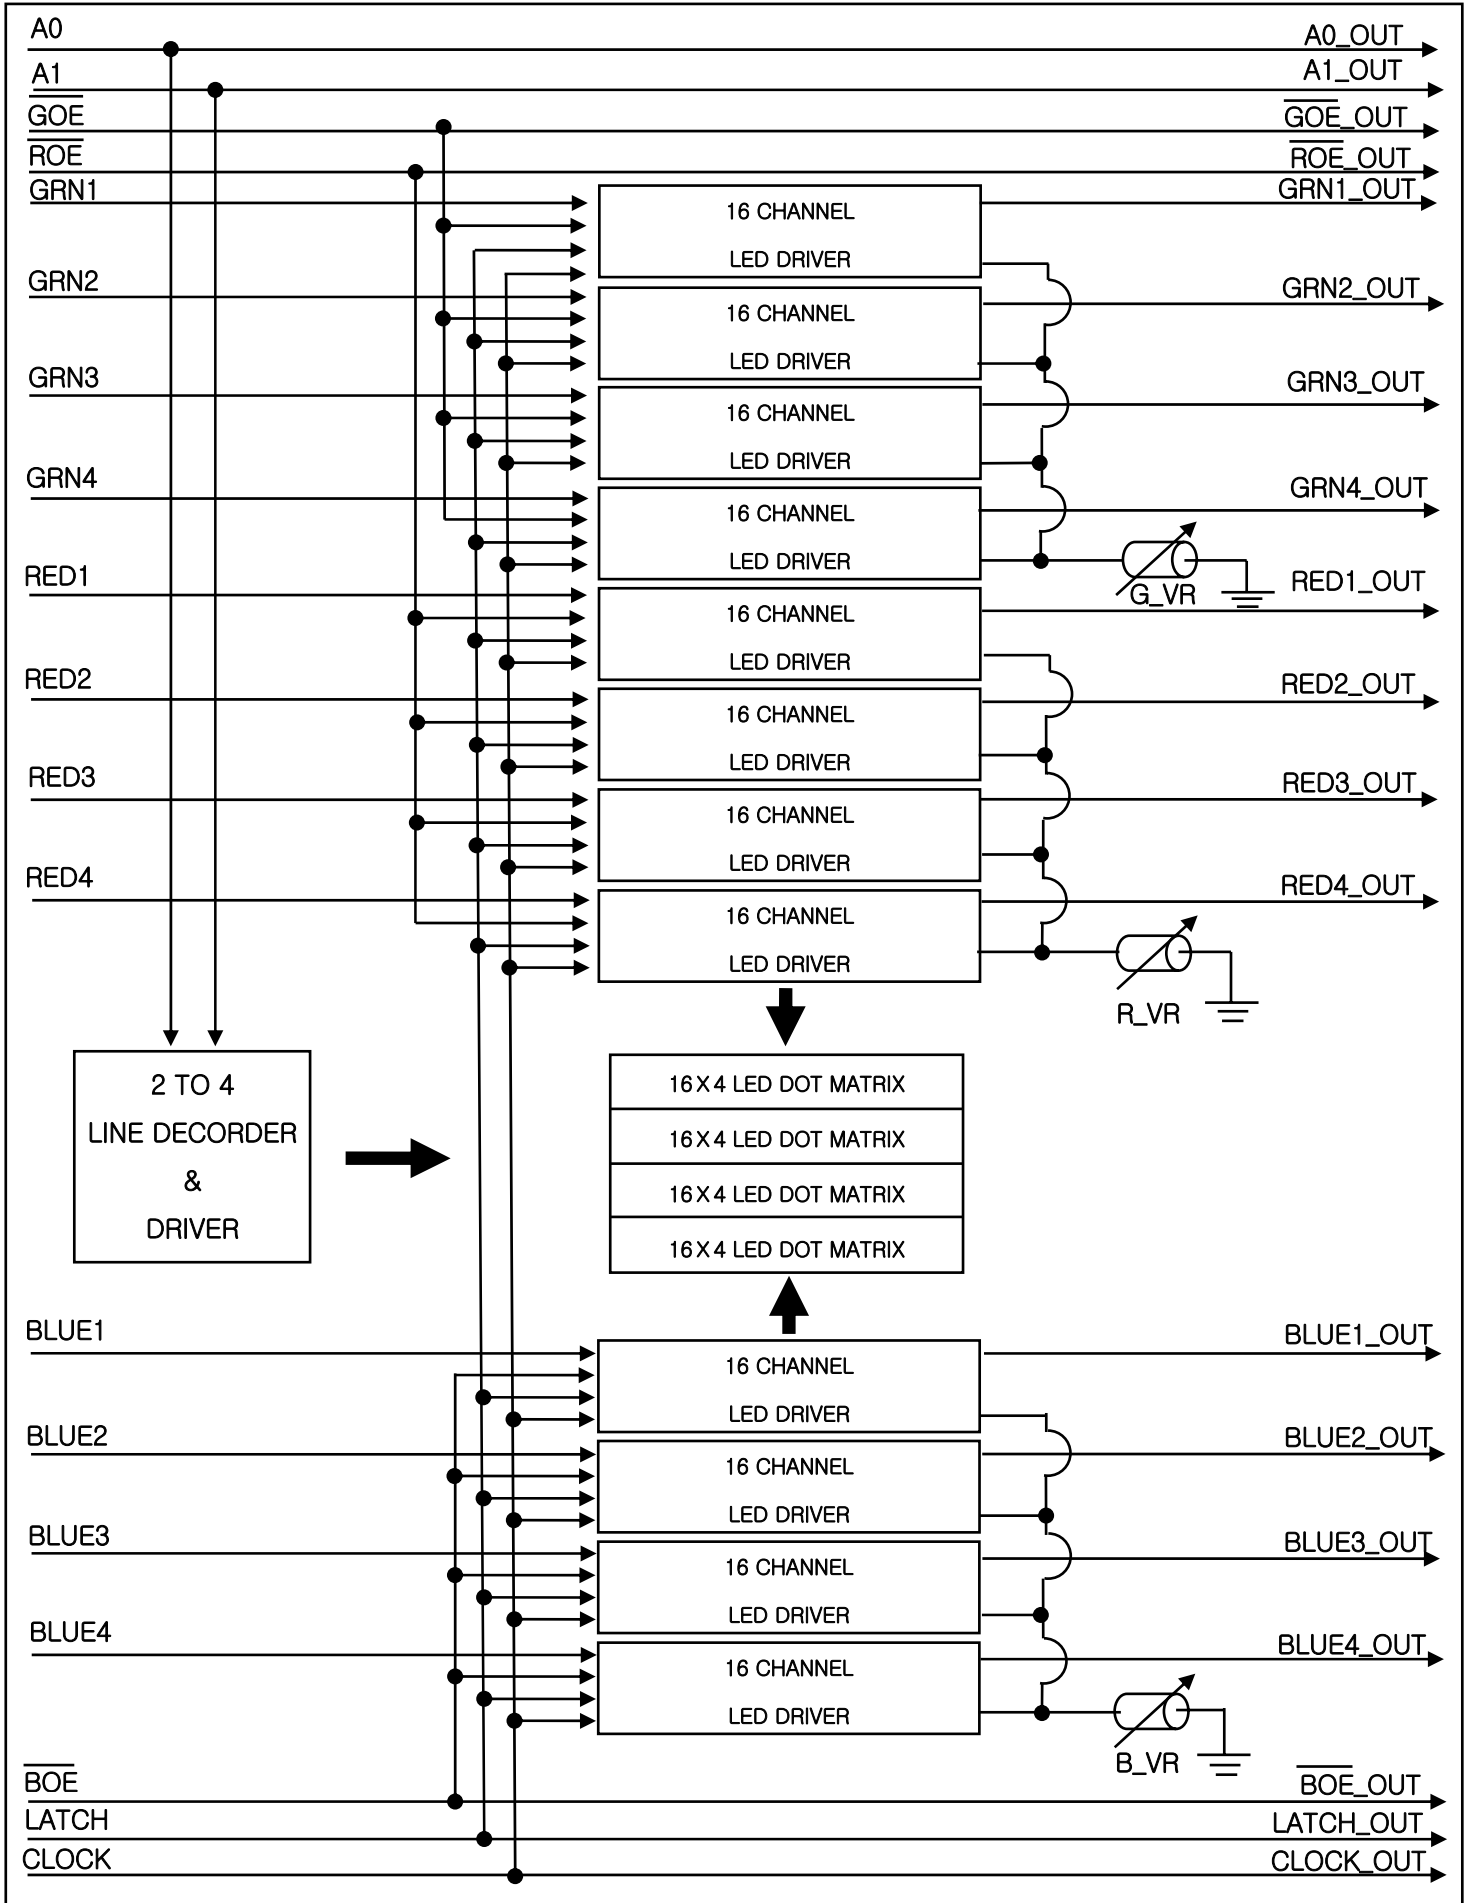 A0
A0_OUT
A1
A1_OUT
GOE
GOE_OUT
ROE
ROE_OUT
GRN1
GRN1_OUT
16 CHANNEL
LED DRIVER
GRN2
GRN2_OUT
16 CHANNEL
LED DRIVER
GRN3
GRN3_OUT
16 CHANNEL
LED DRIVER
GRN4
GRN4_OUT
16 CHANNEL
LED DRIVER
G_VR
RED1
RED1_OUT
16 CHANNEL
LED DRIVER
RED2
RED2_OUT
16 CHANNEL
LED DRIVER
RED3
RED3_OUT
16 CHANNEL
LED DRIVER
RED4
RED4_OUT
16 CHANNEL
LED DRIVER
R_VR
2 TO 4
LINE DECORDER
&
DRIVER
16X4 LED DOT MATRIX
16X4 LED DOT MATRIX
16X4 LED DOT MATRIX
16X4 LED DOT MATRIX
BLUE1
BLUE1_OUT
16 CHANNEL
LED DRIVER
BLUE2
BLUE2_OUT
16 CHANNEL
LED DRIVER
BLUE3
BLUE3_OUT
16 CHANNEL
LED DRIVER
BLUE4
BLUE4_OUT
16 CHANNEL
LED DRIVER
B_VR
BOE
BOE_OUT
LATCH
LATCH_OUT
CLOCK
CLOCK_OUT